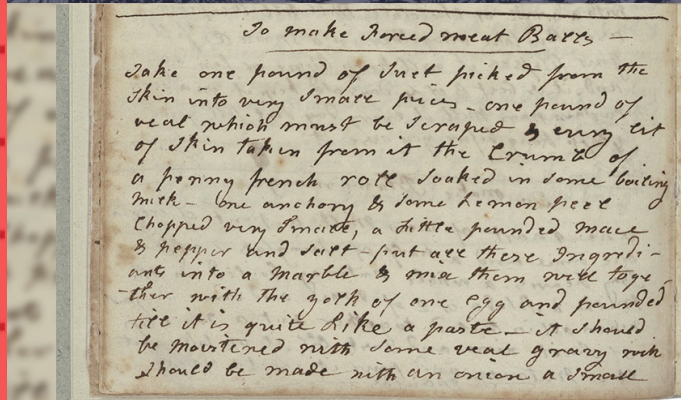 To make Forced meat Balls —
Take one pound of Suet picked from the
Skin into very Small pices - one pound of
veal which must be Scraped & every bit
of Skin taken from it the Crumb of
a penny french roll Soaked in some boiling
milk - one anchovy & some Lemon peel
Chopped very Small, a little pounded mace
& pepper and Salt - put all these Ingredi-
ants into a Marble & mix them well toge
-ther with the yolk of one Egg and pounded
till it is quite Like a paste - it Should
be moistened with Some veal gravy wich
Should be made with an onion a Small